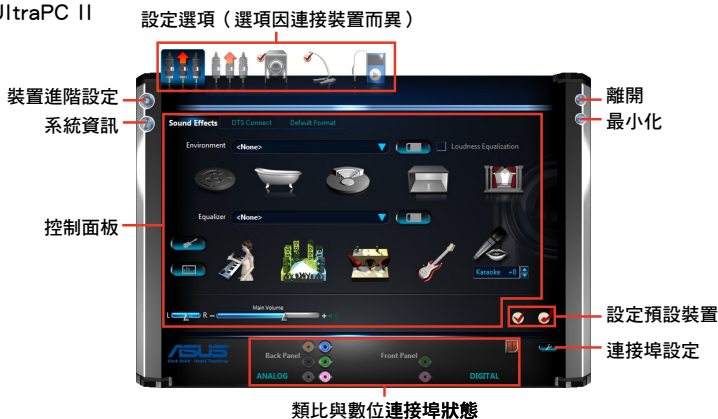 UltraPC II
設定選項（選項因連接裝置而異）
裝置進階設定
系統資訊
控制面板
離開
最小化
Sound Effects DTS Connect Default Format
Environment <None> Loudness Equalization
Equalizer <None>
Karaoke +0
Main Volume
L R - +
設定預設裝置
連接埠設定
ASUS
Rock Solid · Heart Touching
Back Panel Front Panel
ANALOG DIGITAL
類比與數位連接埠狀態